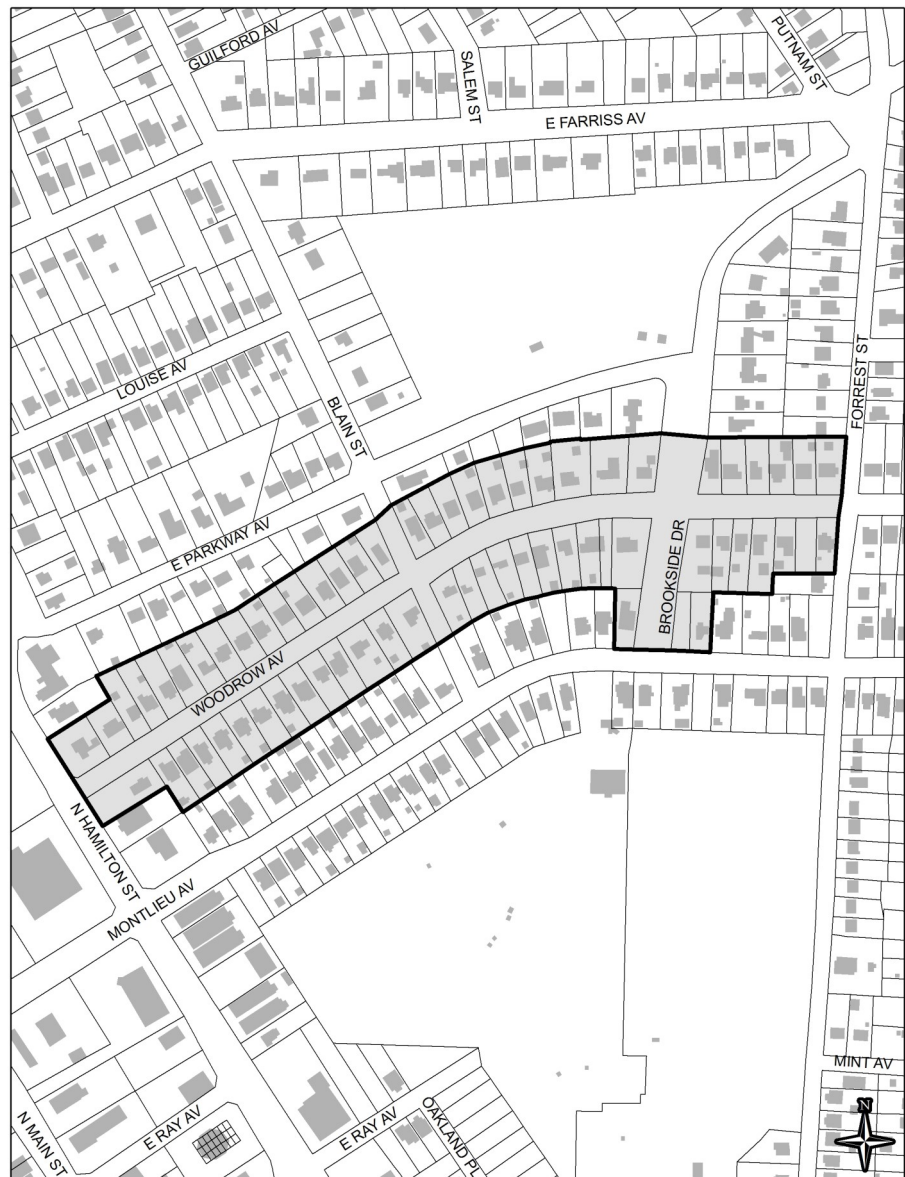 GUILFORD AV
SALEM ST
PUTNAM ST
E FARRISS AV
LOUISE AV
BLAIN ST
FORREST ST
E PARKWAY AV
BROOKSIDE DR
WOODROW AV
N HAMILTON ST
MONTLIEU AV
MINT AV
N MAIN ST
E RAY AV
E RAY AV
OAKLAND PL
N